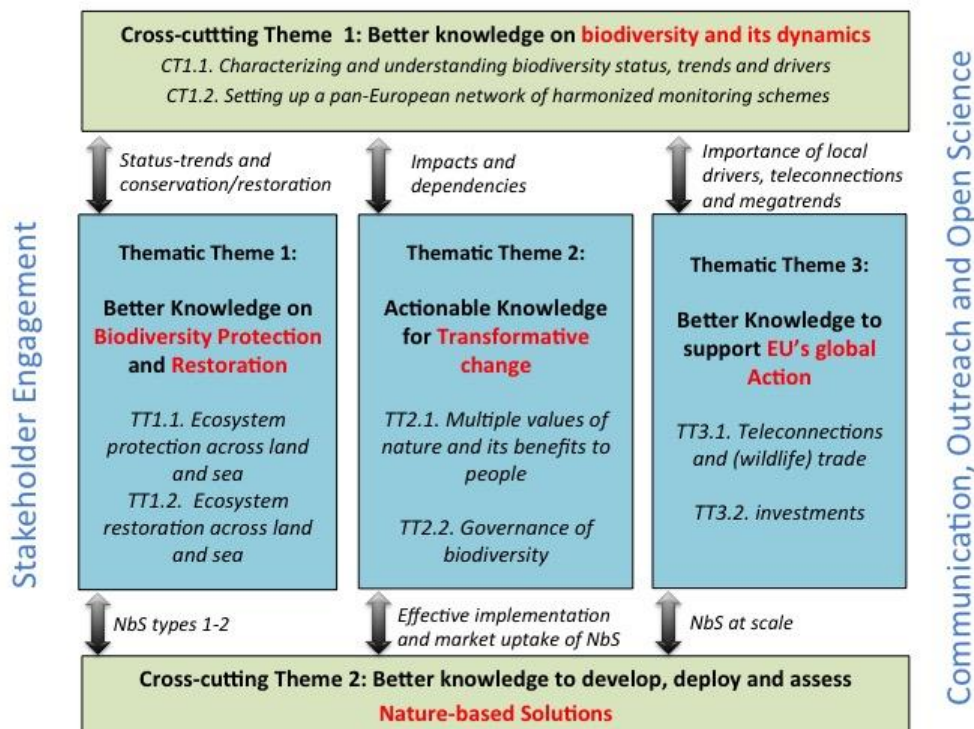 Cross-cuttting Theme  1: Better knowledge on biodiversity and its dynamics
CT1.1. Characterizing and understanding biodiversity status, trends and drivers
CT1.2. Setting up a pan-European network of harmonized monitoring schemes
Status-trends and
conservation/restoration
Impacts and
dependencies
Importance of local
drivers, teleconnections
and megatrends
Stakeholder Engagement
Thematic Theme 1:
Better Knowledge on
Biodiversity Protection
and Restoration
TT1.1. Ecosystem
protection across land
and sea
TT1.2.  Ecosystem
restoration across land
and sea
Thematic Theme 2:
Actionable Knowledge
for Transformative
change
TT2.1. Multiple values of
nature and its benefits to
people
TT2.2. Governance of
biodiversity
Thematic Theme 3:
Better Knowledge to
support EU's global
Action
TT3.1. Teleconnections
and (wildlife) trade
TT3.2. investments
Communication, Outreach and Open Science
NbS types 1-2
Effective implementation
and market uptake of NbS
NbS at scale
Cross-cutting Theme 2: Better knowledge to develop, deploy and assess
Nature-based Solutions